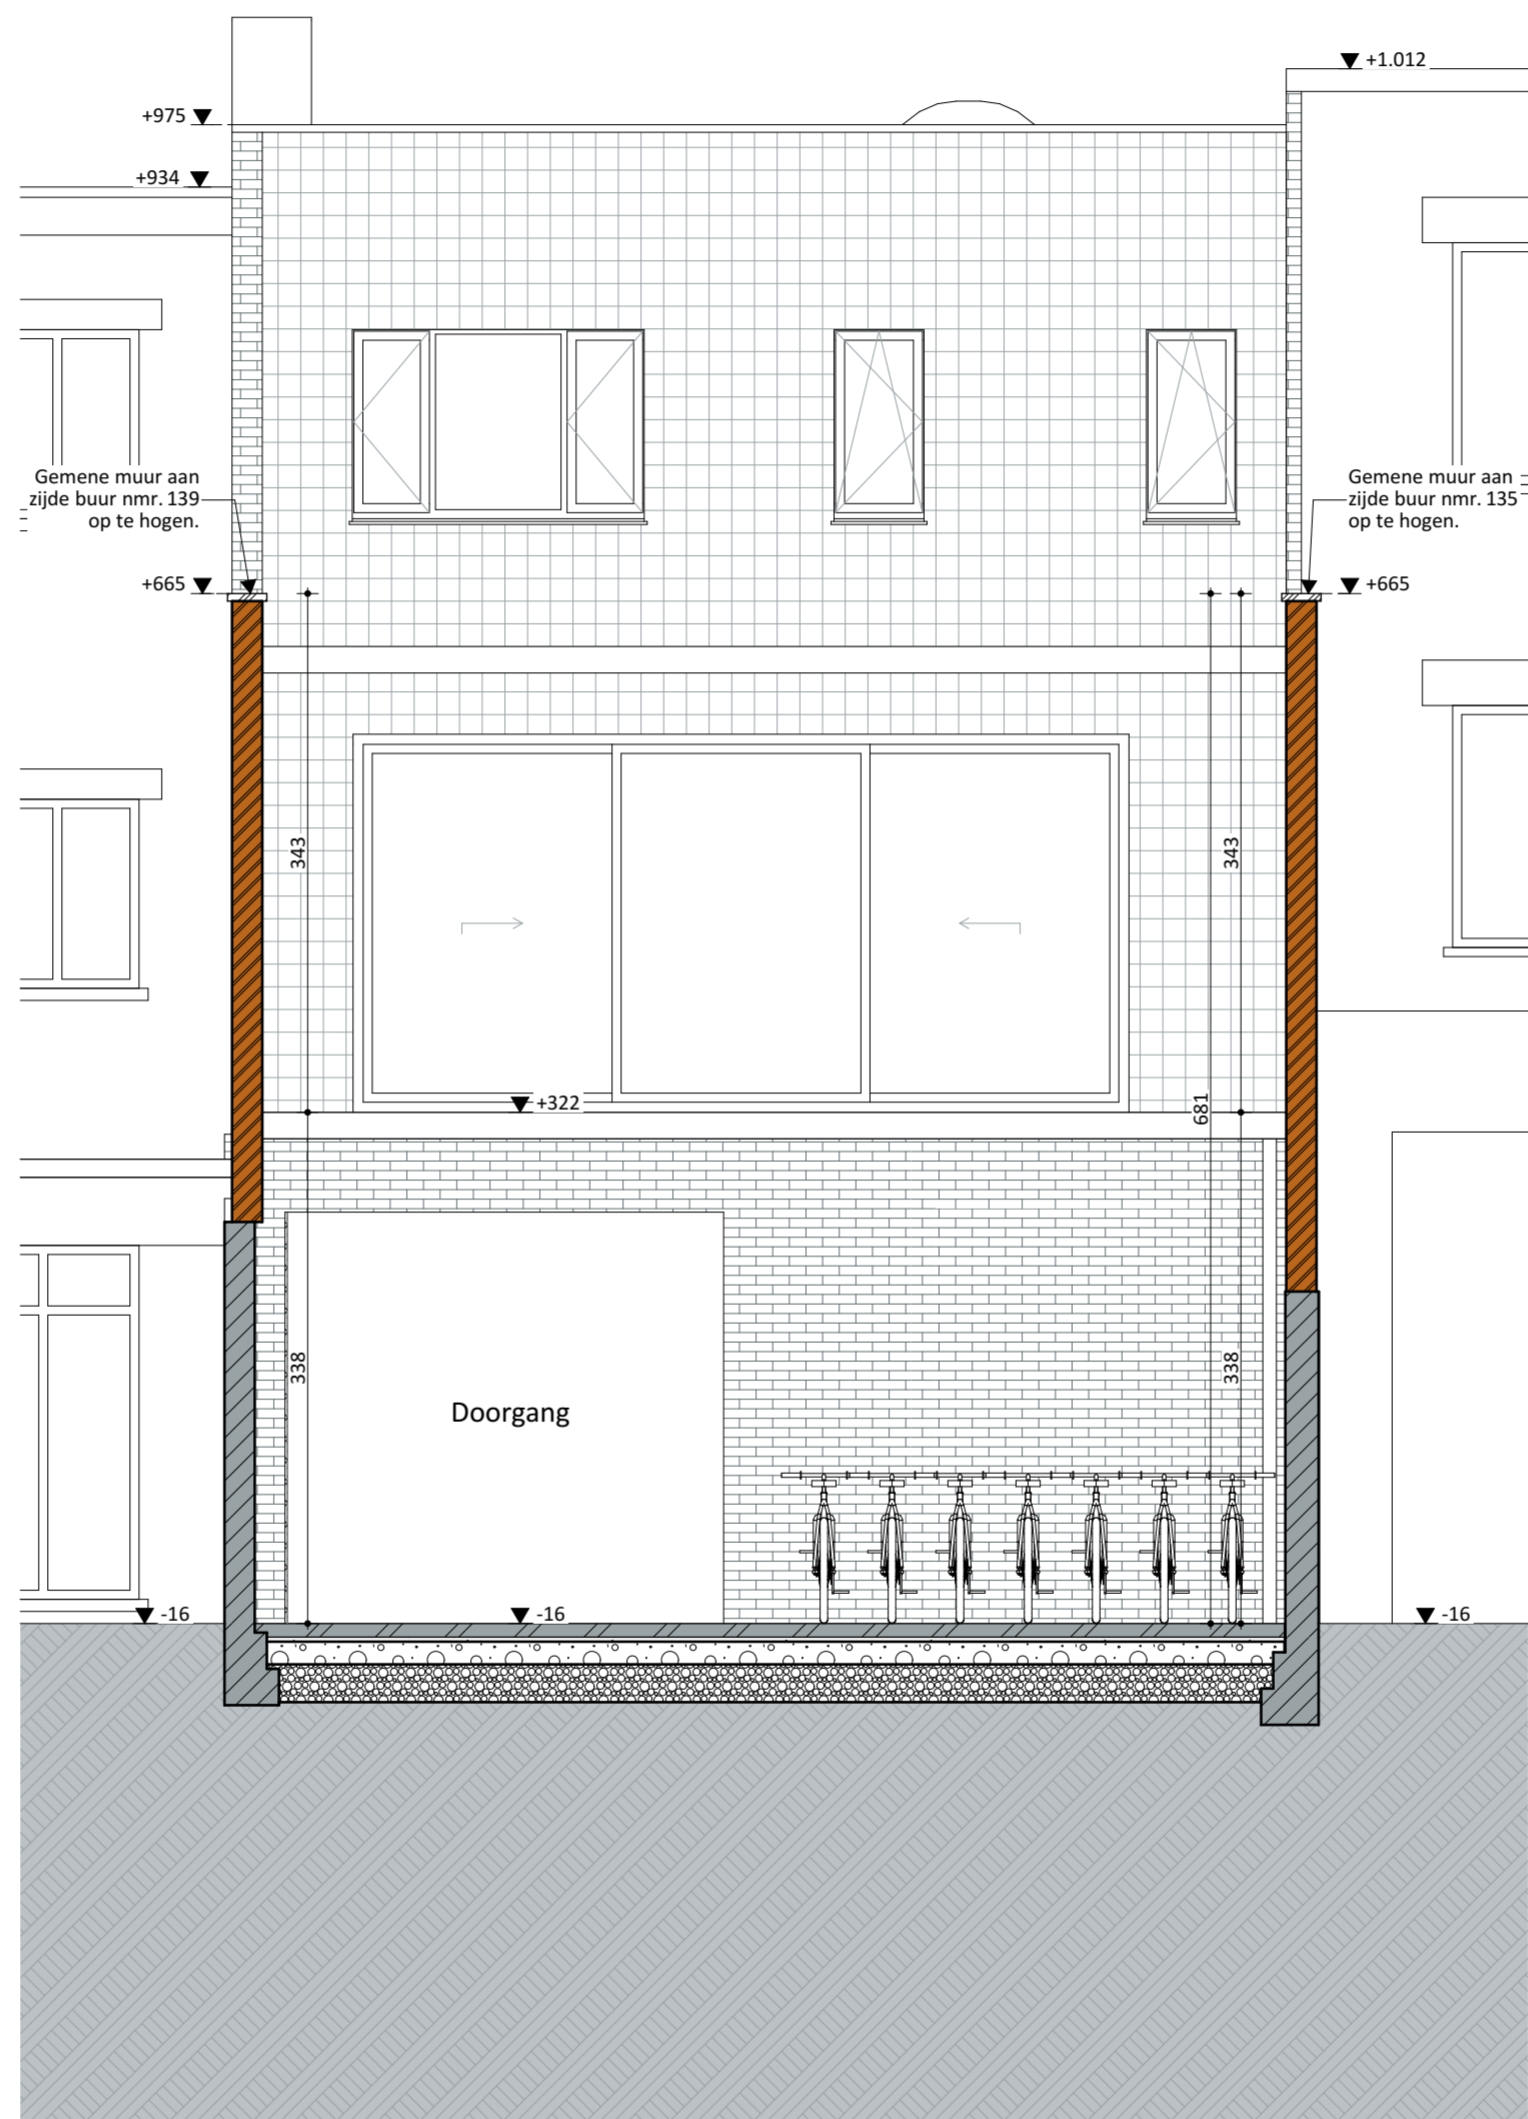 +1.012
+975
+934
Gemene muur aan
zijde buur nmr. 139
op te hogen.
Gemene muur aan
zijde buur nmr. 135
op te hogen.
+665
+665
343
343
+322
681
338
338
Doorgang
-16
-16
-16